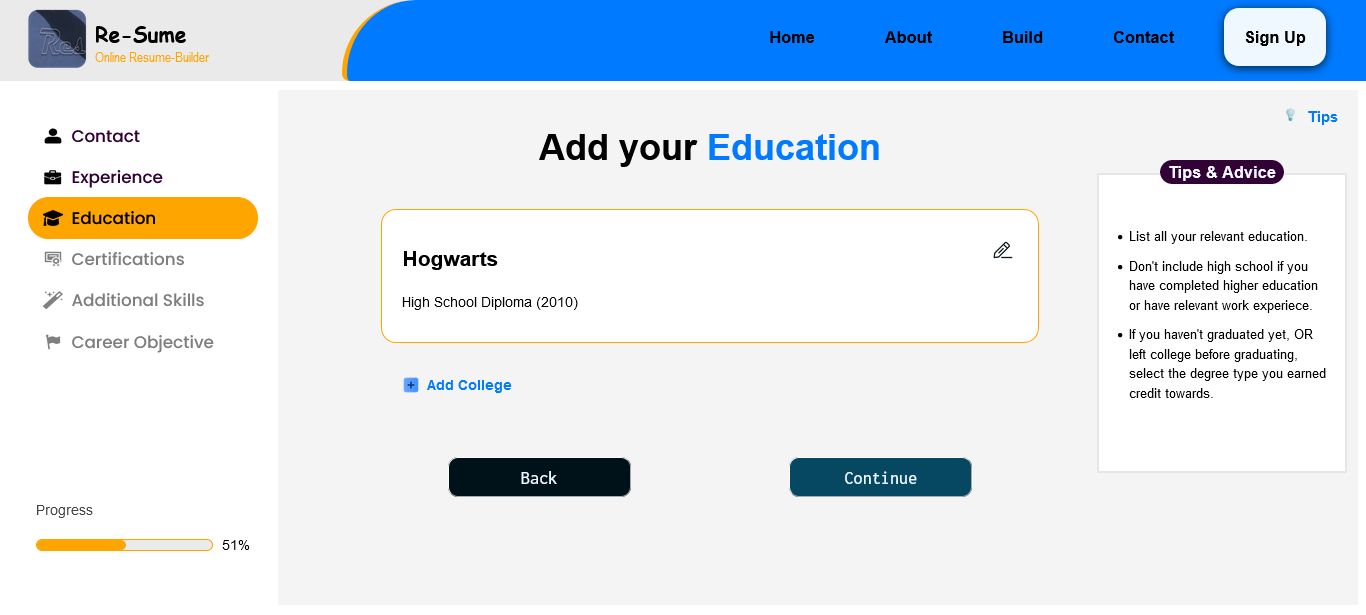 Res
Re-Sume
Online Resume-Builder
Home
About
Build
Contact
Sign Up
Contact
Experience
Education
Certifications
Additional Skills
Career Objective
Progress
51%
Add your Education
Hogwarts
High School Diploma (2010)
Add College
Back
Continue
Tips
Tips & Advice
List all your relevant education.
Don't include high school if you
have completed higher education
or have relevant work experiece.
If you haven't graduated yet, OR
left college before graduating,
select the degree type you earned
credit towards.